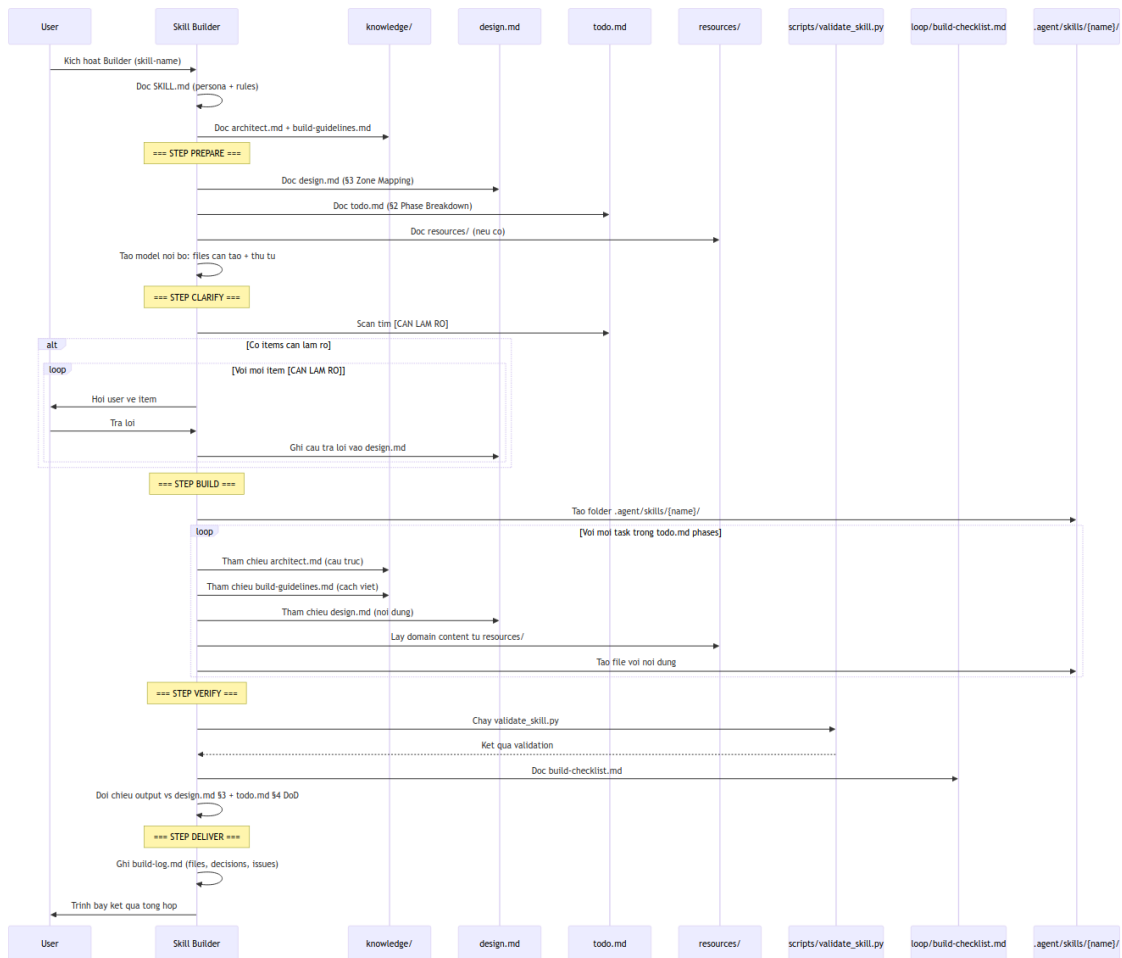 User
Skill Builder
knowledge/
design.md
todo.md
resources/
scripts/validate_skill.py
loop/build-checklist.md
.agent/skills/{name}/
Kich hoat Builder (skill-name)
Doc SKILL.md (persona + rules)
Doc architect.md + build-guidelines.md
=== STEP PREPARE ===
Doc design.md (§3 Zone Mapping)
Doc todo.md (§2 Phase Breakdown)
Doc resources/ (neu co)
Tao model noi bo: files can tao + thu tu
=== STEP CLARIFY ===
Scan tim [CAN LAM RO]
alt
[Co items can lam ro]
loop
[Voi moi item [CAN LAM RO]]
Hoi user ve item
Tra loi
Ghi cau tra loi vao design.md
=== STEP BUILD ===
Tao folder .agent/skills/{name}/
loop
[Voi moi task trong todo.md phases]
Tham chieu architect.md (cau truc)
Tham chieu build-guidelines.md (cach viet)
Tham chieu design.md (noi dung)
Lay domain content tu resources/
Tao file voi noi dung
=== STEP VERIFY ===
Chay validate_skill.py
Ket qua validation
Doc build-checklist.md
Doi chieu output vs design.md §3 + todo.md §4 DoD
=== STEP DELIVER ===
Ghi build-log.md (files, decisions, issues)
Trinh bay ket qua tong hop
User
Skill Builder
knowledge/
design.md
todo.md
resources/
scripts/validate_skill.py
loop/build-checklist.md
.agent/skills/{name}/